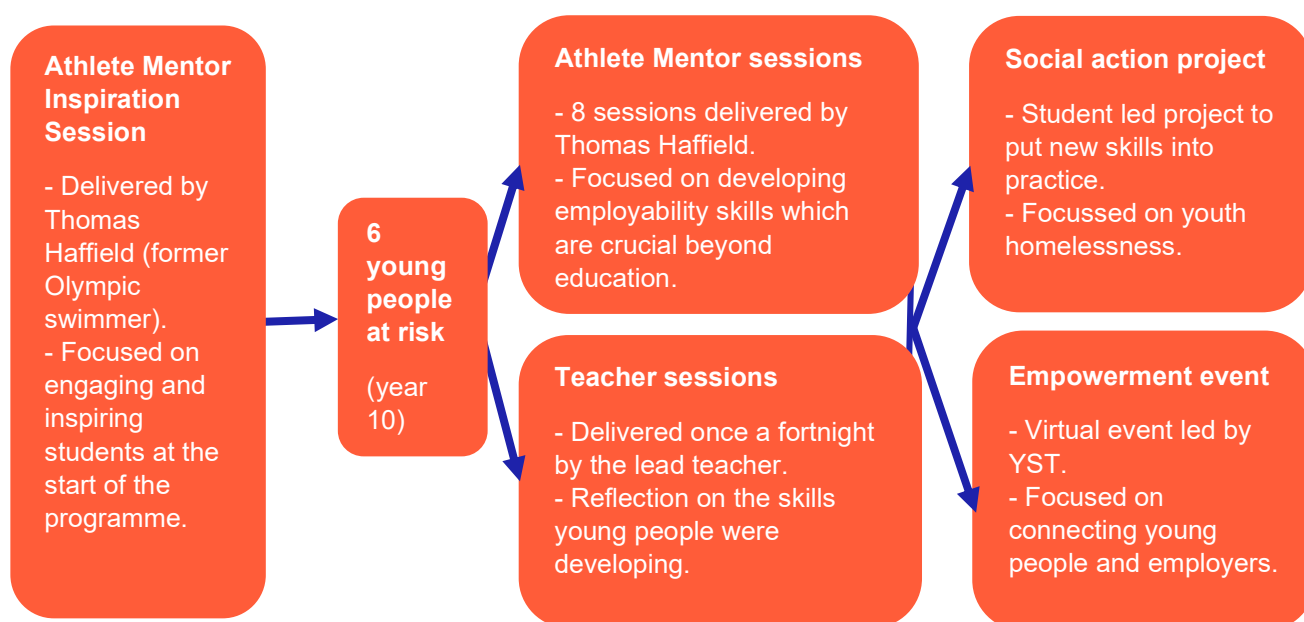 Athlete Mentor
Inspiration
Session
- Delivered by
Thomas
Haffield (former
Olympic
swimmer).
- Focused on
engaging and
inspiring
students at the
start of the
programme.
6
young
people
at risk
(year
10)
Athlete Mentor sessions
- 8 sessions delivered by
Thomas Haffield.
- Focused on developing
employability skills which
are crucial beyond
education.
Teacher sessions
- Delivered once a fortnight
by the lead teacher.
- Reflection on the skills
young people were
developing.
Social action project
- Student led project to
put new skills into
practice.
- Focussed on youth
homelessness.
Empowerment event
- Virtual event led by
YST.
- Focused on
connecting young
people and employers.